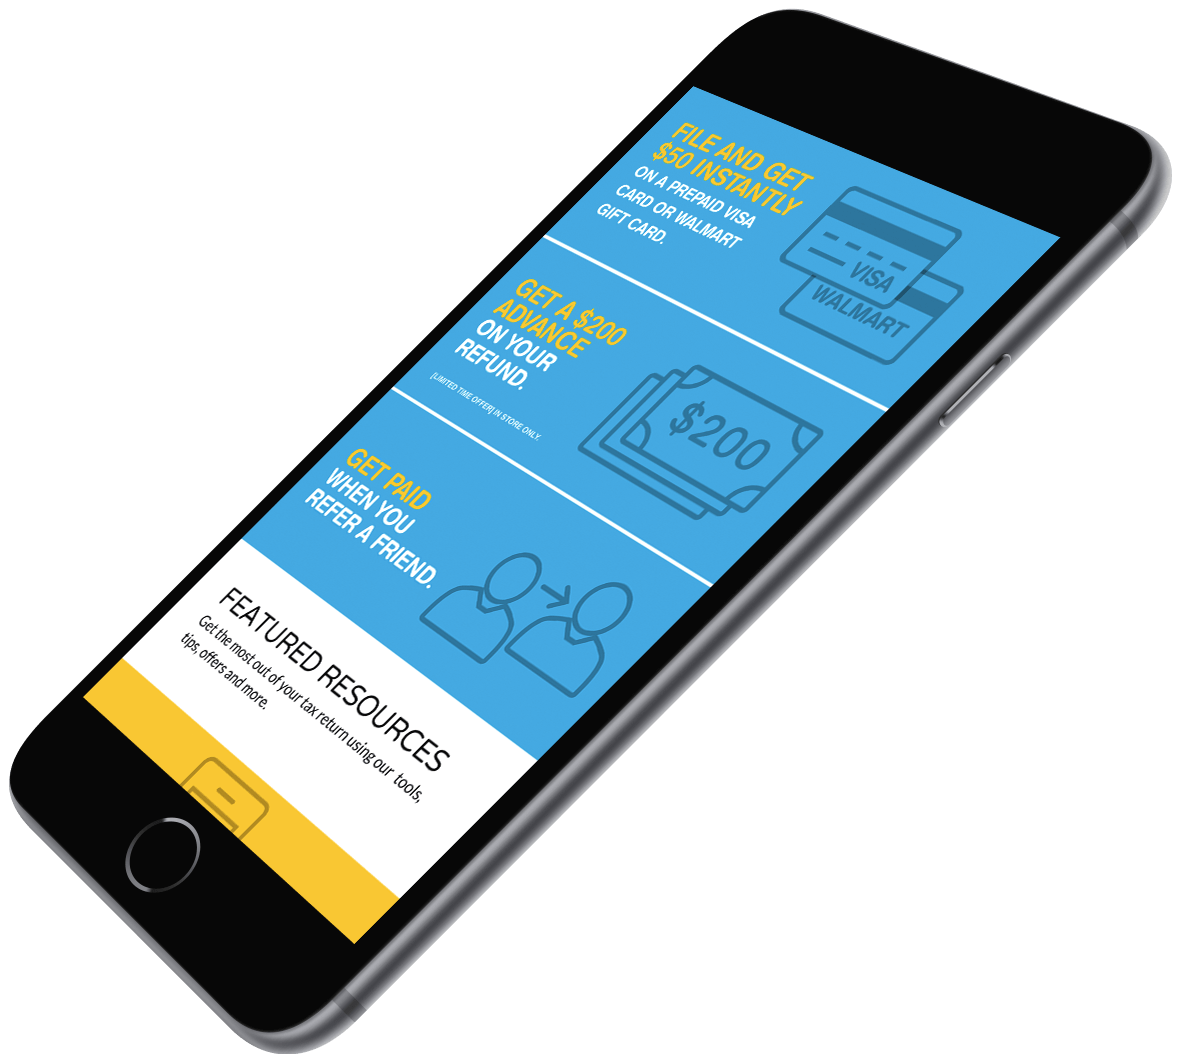 FILE AND GET
$50 INSTANTLY
ON A PREPAID VISA
CARD OR WALMART
GIFT CARD.
VISA
WALMART
GET A $200
ADVANCE
ON YOUR
REFUND.
[LIMITED TIME OFFER] IN STORE ONLY.
$200
GET PAID
WHEN YOU
REFER A FRIEND.
FEATURED RESOURCES
Get the most out of your tax return using our tools,
tips, offers and more.